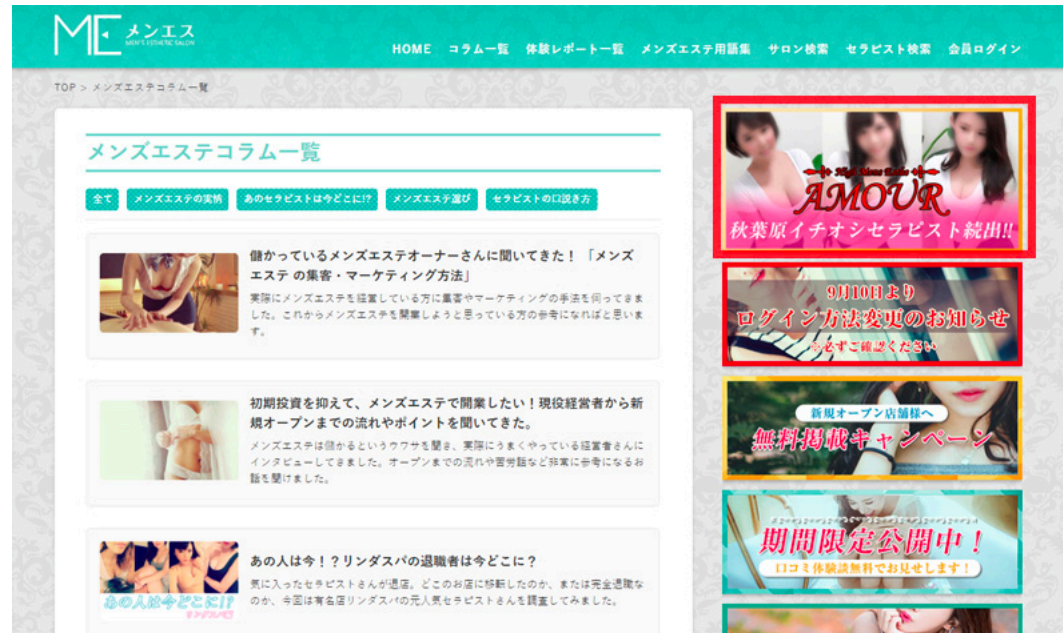 ME メンエス
MEN'S ESTHETIC SALON
HOME コラム一覧 体験レポート一覧 メンズエステ用語集 サロン検索 セラピスト検索 会員ログイン
TOP > メンズエステコラム一覧
メンズエステコラム一覧
全て メンズエステの実情 あのセラピストは今どこに!? メンズエステ選び セラピストの口説き方
儲かっているメンズエステオーナーさんに聞いてきた！「メンズ
エステ の集客・マーケティング方法」
実際にメンズエステを経営している方に集客やマーケティングの手法を伺ってきま
した。これからメンズエステを開業しようと思っている方の参考になればと思いま
す。
初期投資を抑えて、メンズエステで開業したい！現役経営者から新
規オープンまでの流れやポイントを聞いてきた。
メンズエステは儲かるというウワサを聞き、実際にうまくやっている経営者さんに
インタビューしてきました。オープンまでの流れや苦労話など非常に参考になるお
話を聞けました。
あの人は今！？リンダスパの退職者は今どこに？
気に入ったセラピストさんが退店。どこのお店に移転したのか、または完全退職な
のか、今回は有名店リンダスパの元人気セラピストさんを調査してみました。
あの人は今どこに!?
リンダスパ編
AMOUR
秋葉原イチオシセラピスト続出!!
9月10日より
ログイン方法変更のお知らせ
※必ずご確認ください
新規オープン店舗様へ
無料掲載キャンペーン
期間限定公開中！
口コミ体験談無料でお見せします！